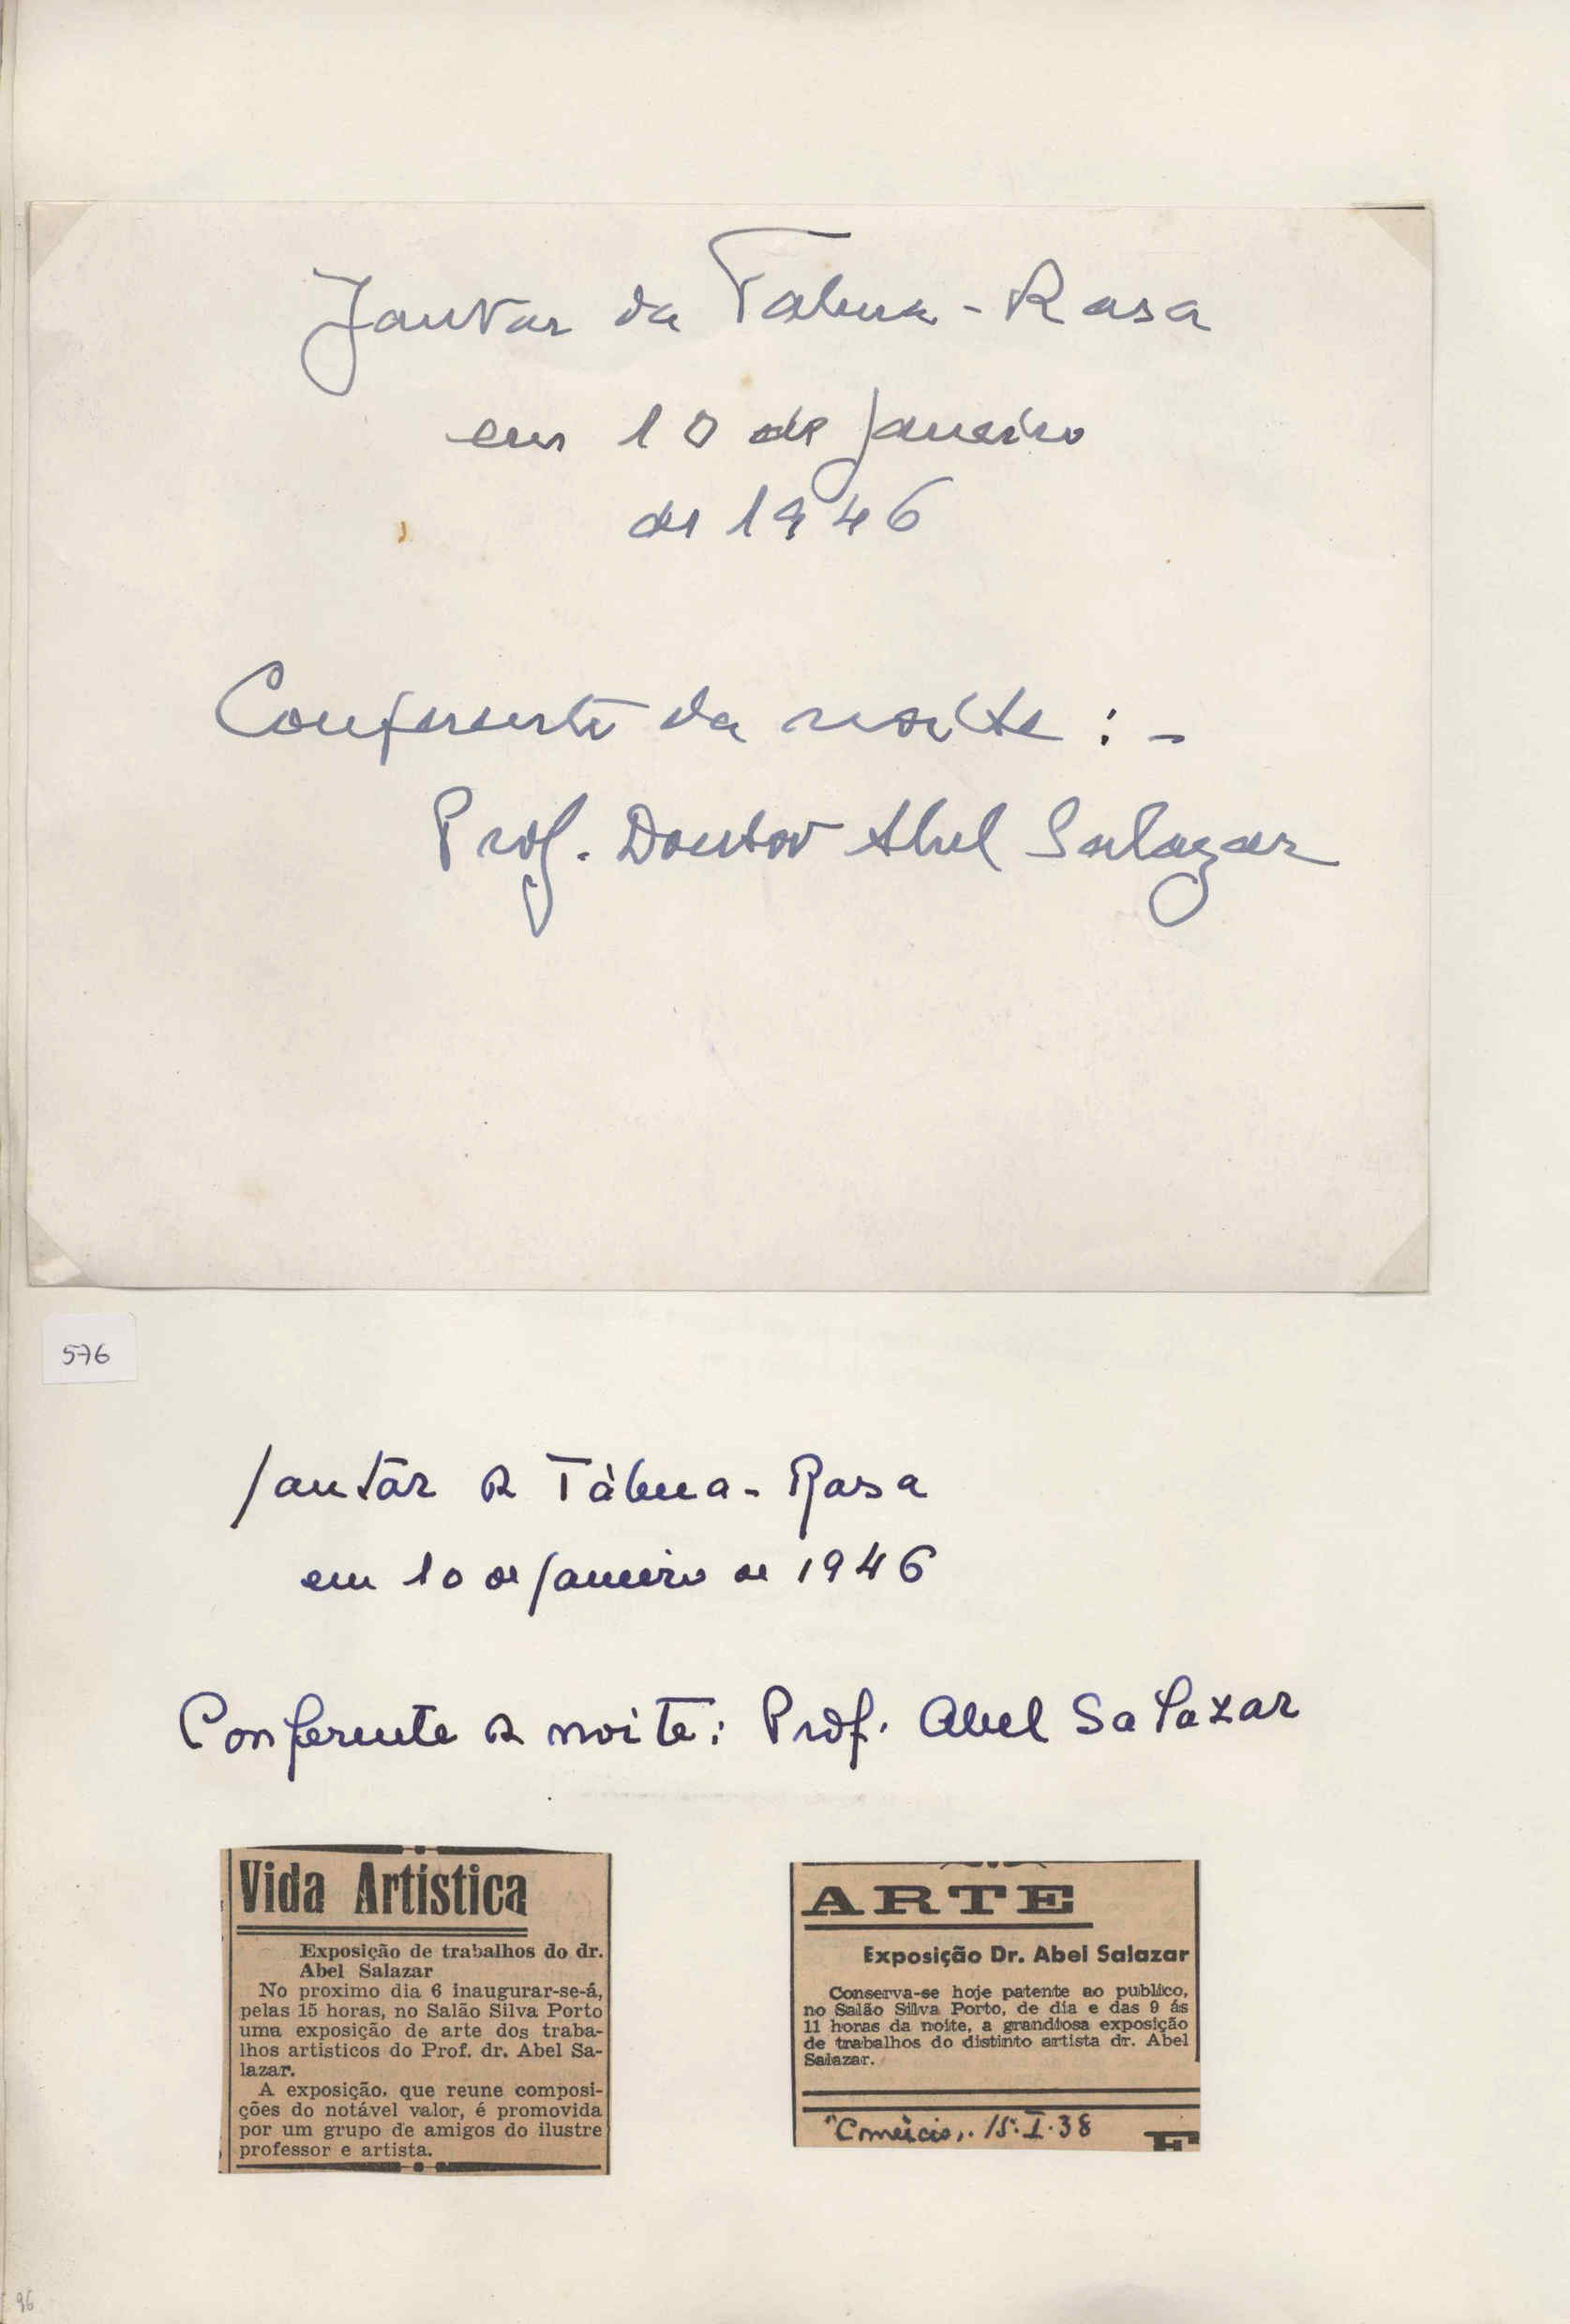 Jantar da Tabua-Rasa
em 10 de Janeiro
de 1946
Conferente da noite: -
Prof. Doutor Abel Salazar
576
Jantar da Tàbua-Rasa
em 10 de Janeiro de 1946
Conferente da noite: Prof. Abel Salazar
Vida Artística
Exposição de trabalhos do dr.
Abel Salazar
No proximo dia 6 inaugurar-se-á,
pelas 15 horas, no Salão Silva Porto
uma exposição de arte dos traba-
lhos artisticos do Prof. dr. Abel Sa-
lazar.
A exposição, que reune composi-
ções do notável valor, é promovida
por um grupo de amigos do ilustre
professor e artista.
ARTE
Exposição Dr. Abel Salazar
Conserva-se hoje patente ao publico,
no Salão Silva Porto, de dia e das 9 ás
11 horas da noite, a grandiosa exposição
de trabalhos do distinto artista dr. Abel
Salazar.
"Comércio,. 15.I.38
96